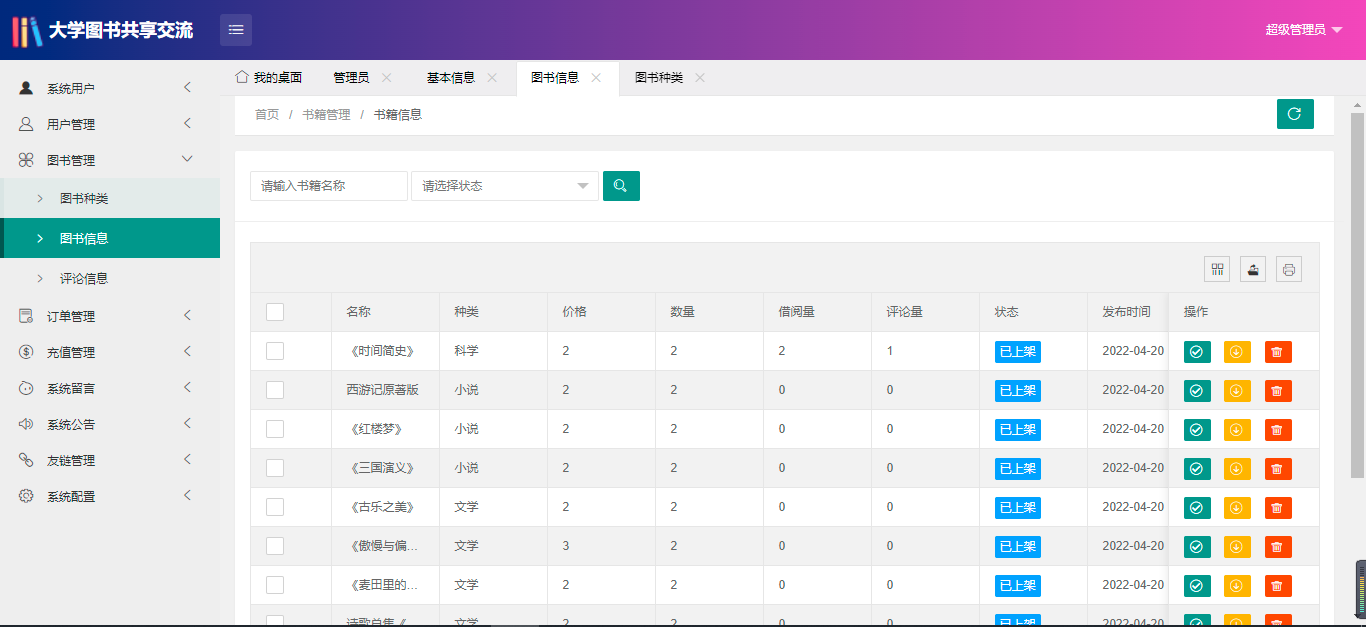 大学图书共享交流
超级管理员
我的桌面 管理员 基本信息 图书信息 图书种类
系统用户
用户管理
图书管理
图书种类
图书信息
评论信息
订单管理
充值管理
系统留言
系统公告
友链管理
系统配置
首页 / 书籍管理 / 书籍信息
请输入书籍名称 请选择状态
名称 种类 价格 数量 借阅量 评论量 状态 发布时间 操作
《时间简史》 科学 2 2 2 1 已上架 2022-04-20
西游记原著版 小说 2 2 0 0 已上架 2022-04-20
《红楼梦》 小说 2 2 0 0 已上架 2022-04-20
《三国演义》 小说 2 2 0 0 已上架 2022-04-20
《古乐之美》 文学 2 2 0 0 已上架 2022-04-20
《傲慢与偏... 文学 3 2 0 0 已上架 2022-04-20
《麦田里的... 文学 2 2 0 0 已上架 2022-04-20
诗歌总集《 文学 2 2 0 0 已上架 2022-04-20